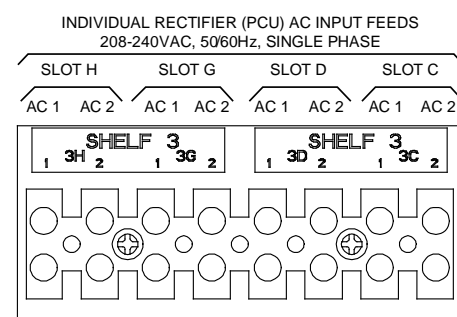 INDIVIDUAL RECTIFIER (PCU) AC INPUT FEEDS
208-240VAC, 50/60Hz, SINGLE PHASE
SLOT H SLOT G SLOT D SLOT C
AC 1 AC 2 AC 1 AC 2 AC 1 AC 2 AC 1 AC 2
SHELF 3 SHELF 3
1 3H 2 1 3G 2 1 3D 2 1 3C 2